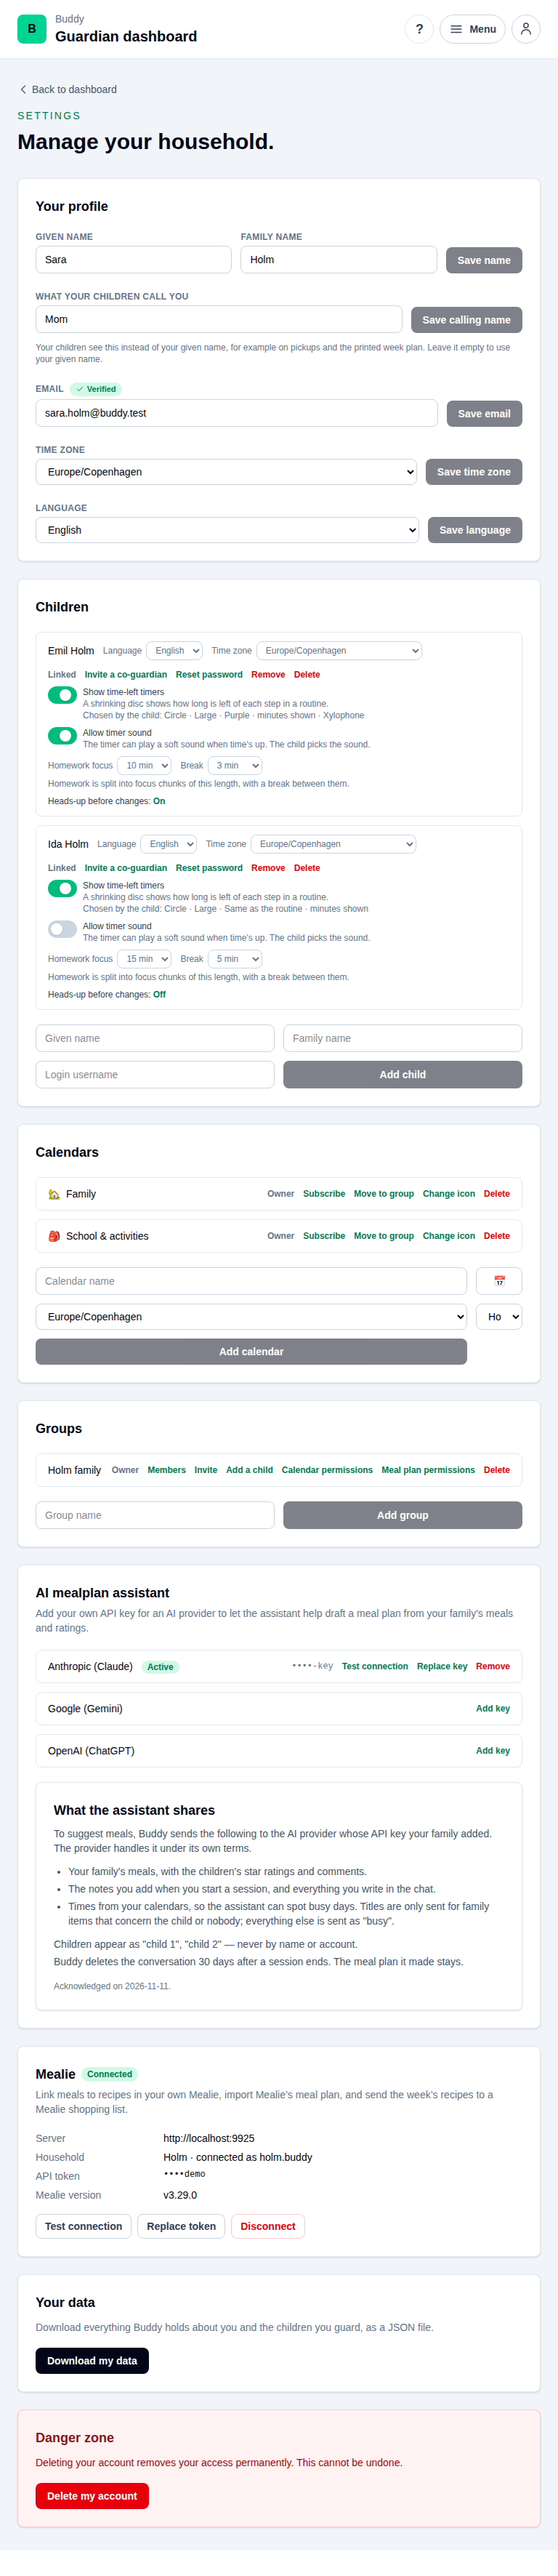 B
Buddy
Guardian dashboard
?
Menu
Back to dashboard
SETTINGS
Manage your household.
Your profile
GIVEN NAME
FAMILY NAME
Sara
Holm
Save name
WHAT YOUR CHILDREN CALL YOU
Mom
Save calling name
Your children see this instead of your given name, for example on pickups and the printed week plan. Leave it empty to use
your given name.
EMAIL
Verified
sara.holm@buddy.test
Save email
TIME ZONE
Europe/Copenhagen
Save time zone
LANGUAGE
English
Save language
Children
Emil Holm Language English Time zone Europe/Copenhagen
Linked Invite a co-guardian Reset password Remove Delete
Show time-left timers
A shrinking disc shows how long is left of each step in a routine.
Chosen by the child: Circle · Large · Purple · minutes shown · Xylophone
Allow timer sound
The timer can play a soft sound when time's up. The child picks the sound.
Homework focus 10 min Break 3 min
Homework is split into focus chunks of this length, with a break between them.
Heads-up before changes: On
Ida Holm Language English Time zone Europe/Copenhagen
Linked Invite a co-guardian Reset password Remove Delete
Show time-left timers
A shrinking disc shows how long is left of each step in a routine.
Chosen by the child: Circle · Large · Same as the routine · minutes shown
Allow timer sound
The timer can play a soft sound when time's up. The child picks the sound.
Homework focus 15 min Break 5 min
Homework is split into focus chunks of this length, with a break between them.
Heads-up before changes: Off
Given name
Family name
Login username
Add child
Calendars
Family Owner Subscribe Move to group Change icon Delete
School & activities Owner Subscribe Move to group Change icon Delete
Calendar name
Europe/Copenhagen
Ho
Add calendar
Groups
Holm family Owner Members Invite Add a child Calendar permissions Meal plan permissions Delete
Group name
Add group
AI mealplan assistant
Add your own API key for an AI provider to let the assistant help draft a meal plan from your family's meals
and ratings.
Anthropic (Claude) Active ••••-key Test connection Replace key Remove
Google (Gemini) Add key
OpenAI (ChatGPT) Add key
What the assistant shares
To suggest meals, Buddy sends the following to the AI provider whose API key your family added.
The provider handles it under its own terms.
• Your family's meals, with the children's star ratings and comments.
• The notes you add when you start a session, and everything you write in the chat.
• Times from your calendars, so the assistant can spot busy days. Titles are only sent for family
items that concern the child or nobody; everything else is sent as "busy".
Children appear as "child 1", "child 2" — never by name or account.
Buddy deletes the conversation 30 days after a session ends. The meal plan it made stays.
Acknowledged on 2026-11-11.
Mealie Connected
Link meals to recipes in your own Mealie, import Mealie's meal plan, and send the week's recipes to a
Mealie shopping list.
Server http://localhost:9925
Household Holm · connected as holm.buddy
API token ••••demo
Mealie version v3.29.0
Test connection Replace token Disconnect
Your data
Download everything Buddy holds about you and the children you guard, as a JSON file.
Download my data
Danger zone
Deleting your account removes your access permanently. This cannot be undone.
Delete my account